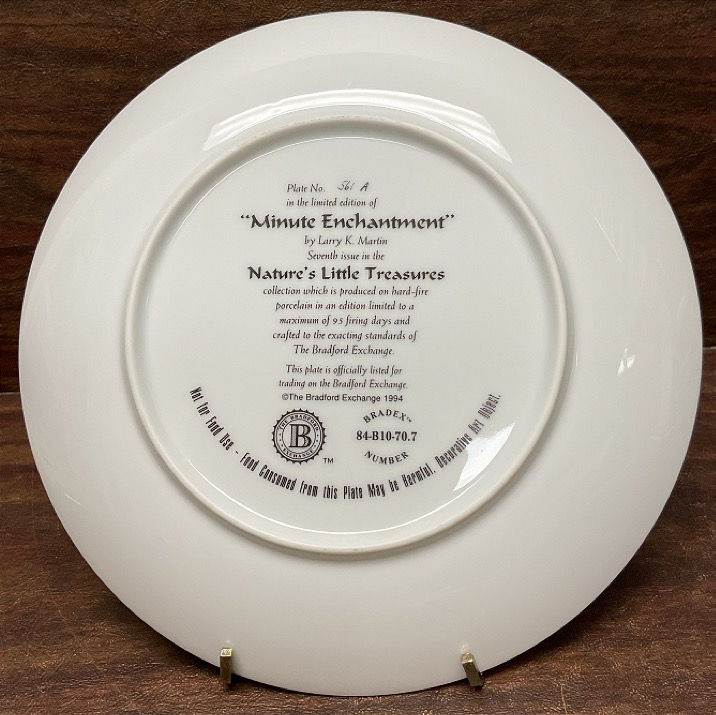 Plate No. 561 A
in the limited edition of
“Minute Enchantment”
by Larry K. Martin
Seventh issue in the
Nature's Little Treasures
collection which is produced on hard-fire
porcelain in an edition limited to a
maximum of 95 firing days and
crafted to the exacting standards of
The Bradford Exchange.
This plate is officially listed for
trading on the Bradford Exchange.
©The Bradford Exchange 1994
THE BRADFORD
B
EXCHANGE
TM
BRADEX™
84-B10-70.7
NUMBER
Not For Food Use - Food Consumed from this Plate May be Harmful. Decorative Art Object.